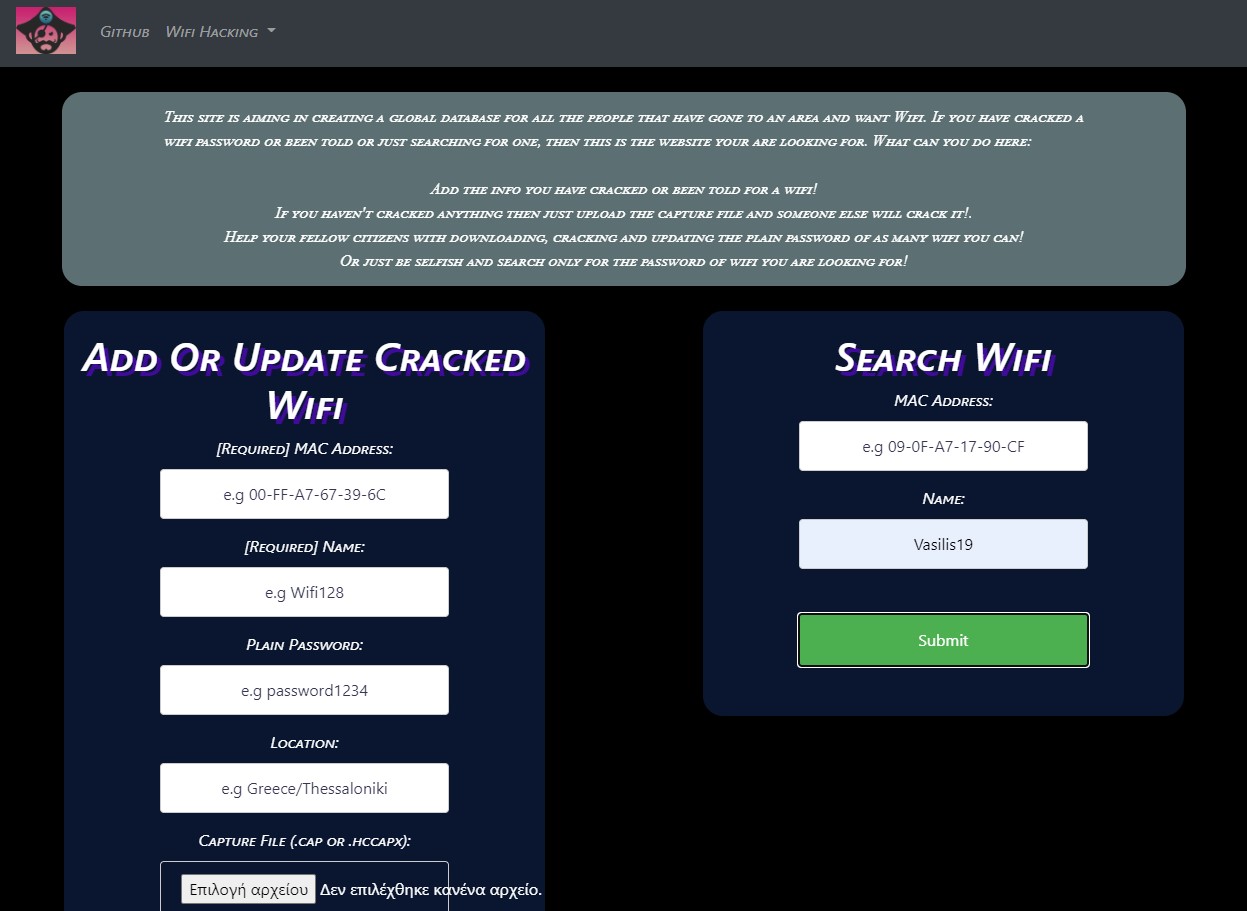 Github Wifi Hacking
This site is aiming in creating a global database for all the people that have gone to an area and want Wifi. If you have cracked a
wifi password or been told or just searching for one, then this is the website your are looking for. What can you do here:
Add the info you have cracked or been told for a wifi!
If you haven't cracked anything then just upload the capture file and someone else will crack it!.
Help your fellow citizens with downloading, cracking and updating the plain password of as many wifi you can!
Or just be selfish and search only for the password of wifi you are looking for!
Add Or Update Cracked
Wifi
[Required] MAC Address:
e.g 00-FF-A7-67-39-6C
[Required] Name:
e.g Wifi128
Plain Password:
e.g password1234
Location:
e.g Greece/Thessaloniki
Capture File (.cap or .hccapx):
Επιλογή αρχείου Δεν επιλέχθηκε κανένα αρχείο.
Search Wifi
MAC Address:
e.g 09-0F-A7-17-90-CF
Name:
Vasilis19
Submit